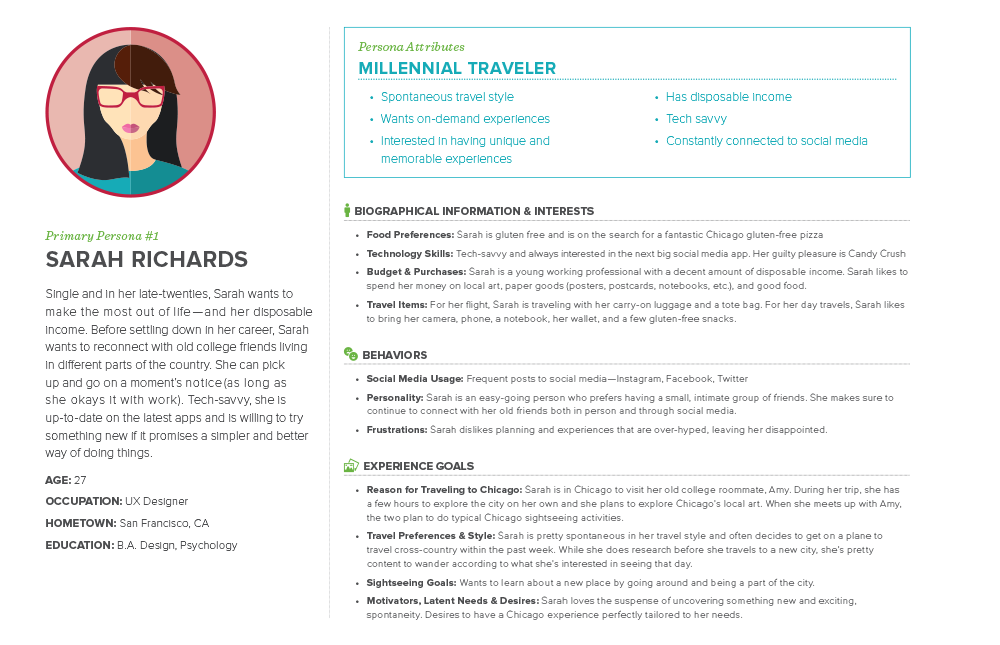 Primary Persona #1
SARAH RICHARDS
Single and in her late-twenties, Sarah wants to
make the most out of life—and her disposable
income. Before settling down in her career, Sarah
wants to reconnect with old college friends living
in different parts of the country. She can pick
up and go on a moment's notice(as long as
she okays it with work). Tech-savvy, she is
up-to-date on the latest apps and is willing to try
something new if it promises a simpler and better
way of doing things.
AGE: 27
OCCUPATION: UX Designer
HOMETOWN: San Francisco, CA
EDUCATION: B.A. Design, Psychology
Persona Attributes
MILLENNIAL TRAVELER
• Spontaneous travel style
• Wants on-demand experiences
• Interested in having unique and
memorable experiences
• Has disposable income
• Tech savvy
• Constantly connected to social media
BIOGRAPHICAL INFORMATION & INTERESTS
• Food Preferences: Sarah is gluten free and is on the search for a fantastic Chicago gluten-free pizza
• Technology Skills: Tech-savvy and always interested in the next big social media app. Her guilty pleasure is Candy Crush
• Budget & Purchases: Sarah is a young working professional with a decent amount of disposable income. Sarah likes to
spend her money on local art, paper goods (posters, postcards, notebooks, etc.), and good food.
• Travel Items: For her flight, Sarah is traveling with her carry-on luggage and a tote bag. For her day travels, Sarah likes
to bring her camera, phone, a notebook, her wallet, and a few gluten-free snacks.
BEHAVIORS
• Social Media Usage: Frequent posts to social media—Instagram, Facebook, Twitter
• Personality: Sarah is an easy-going person who prefers having a small, intimate group of friends. She makes sure to
continue to connect with her old friends both in person and through social media.
• Frustrations: Sarah dislikes planning and experiences that are over-hyped, leaving her disappointed.
EXPERIENCE GOALS
• Reason for Traveling to Chicago: Sarah is in Chicago to visit her old college roommate, Amy. During her trip, she has
a few hours to explore the city on her own and she plans to explore Chicago's local art. When she meets up with Amy,
the two plan to do typical Chicago sightseeing activities.
• Travel Preferences & Style: Sarah is pretty spontaneous in her travel style and often decides to get on a plane to
travel cross-country within the past week. While she does research before she travels to a new city, she's pretty
content to wander according to what she's interested in seeing that day.
• Sightseeing Goals: Wants to learn about a new place by going around and being a part of the city.
• Motivators, Latent Needs & Desires: Sarah loves the suspense of uncovering something new and exciting,
spontaneity. Desires to have a Chicago experience perfectly tailored to her needs.